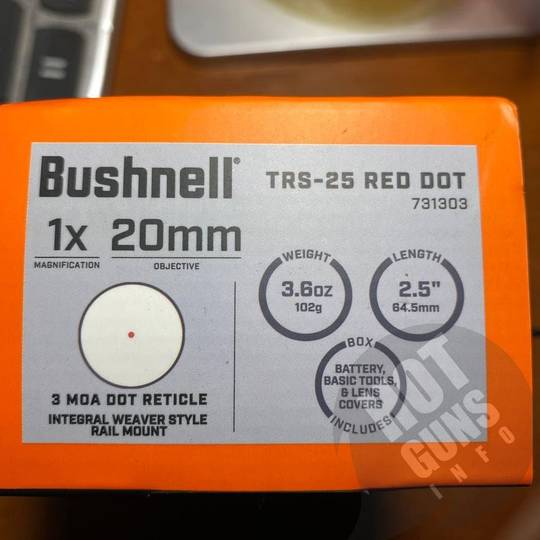 Bushnell®
TRS-25 RED DOT
731303
1x 20mm
MAGNIFICATION OBJECTIVE
3 MOA DOT RETICLE
INTEGRAL WEAVER STYLE
RAIL MOUNT
WEIGHT
3.6oz
102g
LENGTH
2.5"
64.5mm
BOX
BATTERY,
BASIC TOOLS,
& LENS
COVERS
INCLUDES
HOT
GUNS
INFO